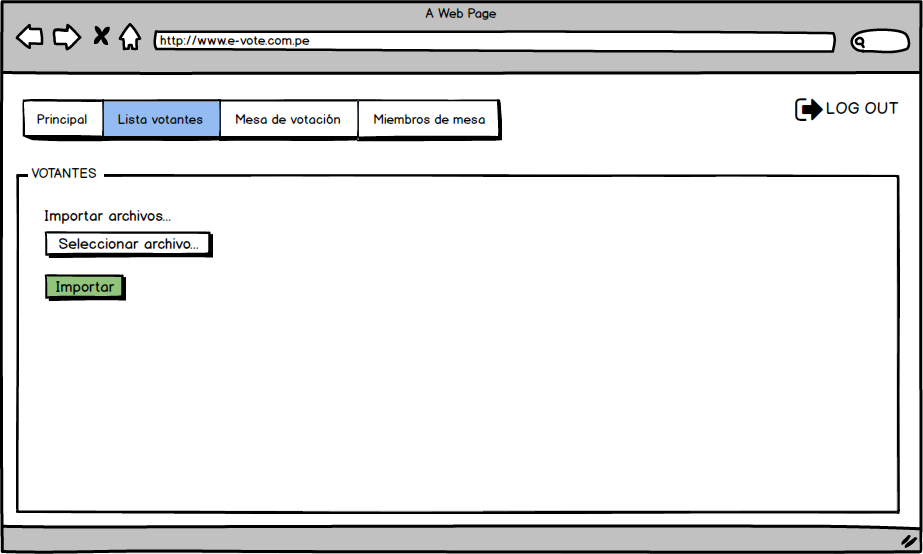 A Web Page
http://www.e-vote.com.pe
Principal
Lista votantes
Mesa de votación
Miembros de mesa
LOG OUT
VOTANTES
Importar archivos...
Seleccionar archivo...
Importar